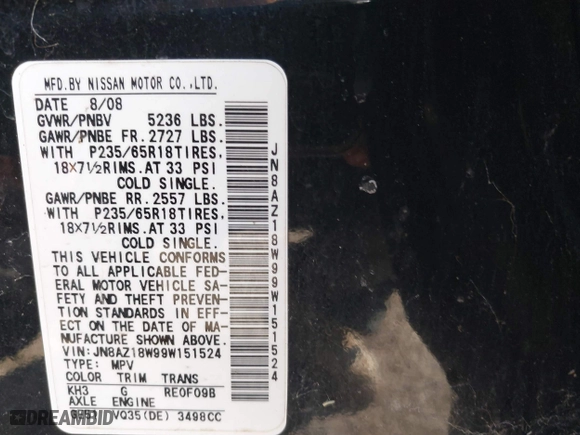 MFD.BY NISSAN MOTOR CO.,LTD.
DATE 8/08
GVWR/PNBV 5236 LBS.
GAWR/PNBE FR. 2727 LBS.
WITH P235/65R18TIRES,
18X7½RIMS.AT 33 PSI
COLD SINGLE.
GAWR/PNBE RR. 2557 LBS.
WITH P235/65R18TIRES,
18X7½RIMS.AT 33 PSI
COLD SINGLE.
THIS VEHICLE CONFORMS
TO ALL APPLICABLE FED-
ERAL MOTOR VEHICLE SA-
FETY AND THEFT PREVEN-
TION STANDARDS IN EFF-
ECT ON THE DATE OF MA-
NUFACTURE SHOWN ABOVE.
VIN: JN8AZ18W99W151524
TYPE: MPV
COLOR TRIM TRANS
KH3 G RE0F09B
AXLE ENGINE
VQ35(DE) 3498CC
JN8AZ18W99W151524
DREAMBID